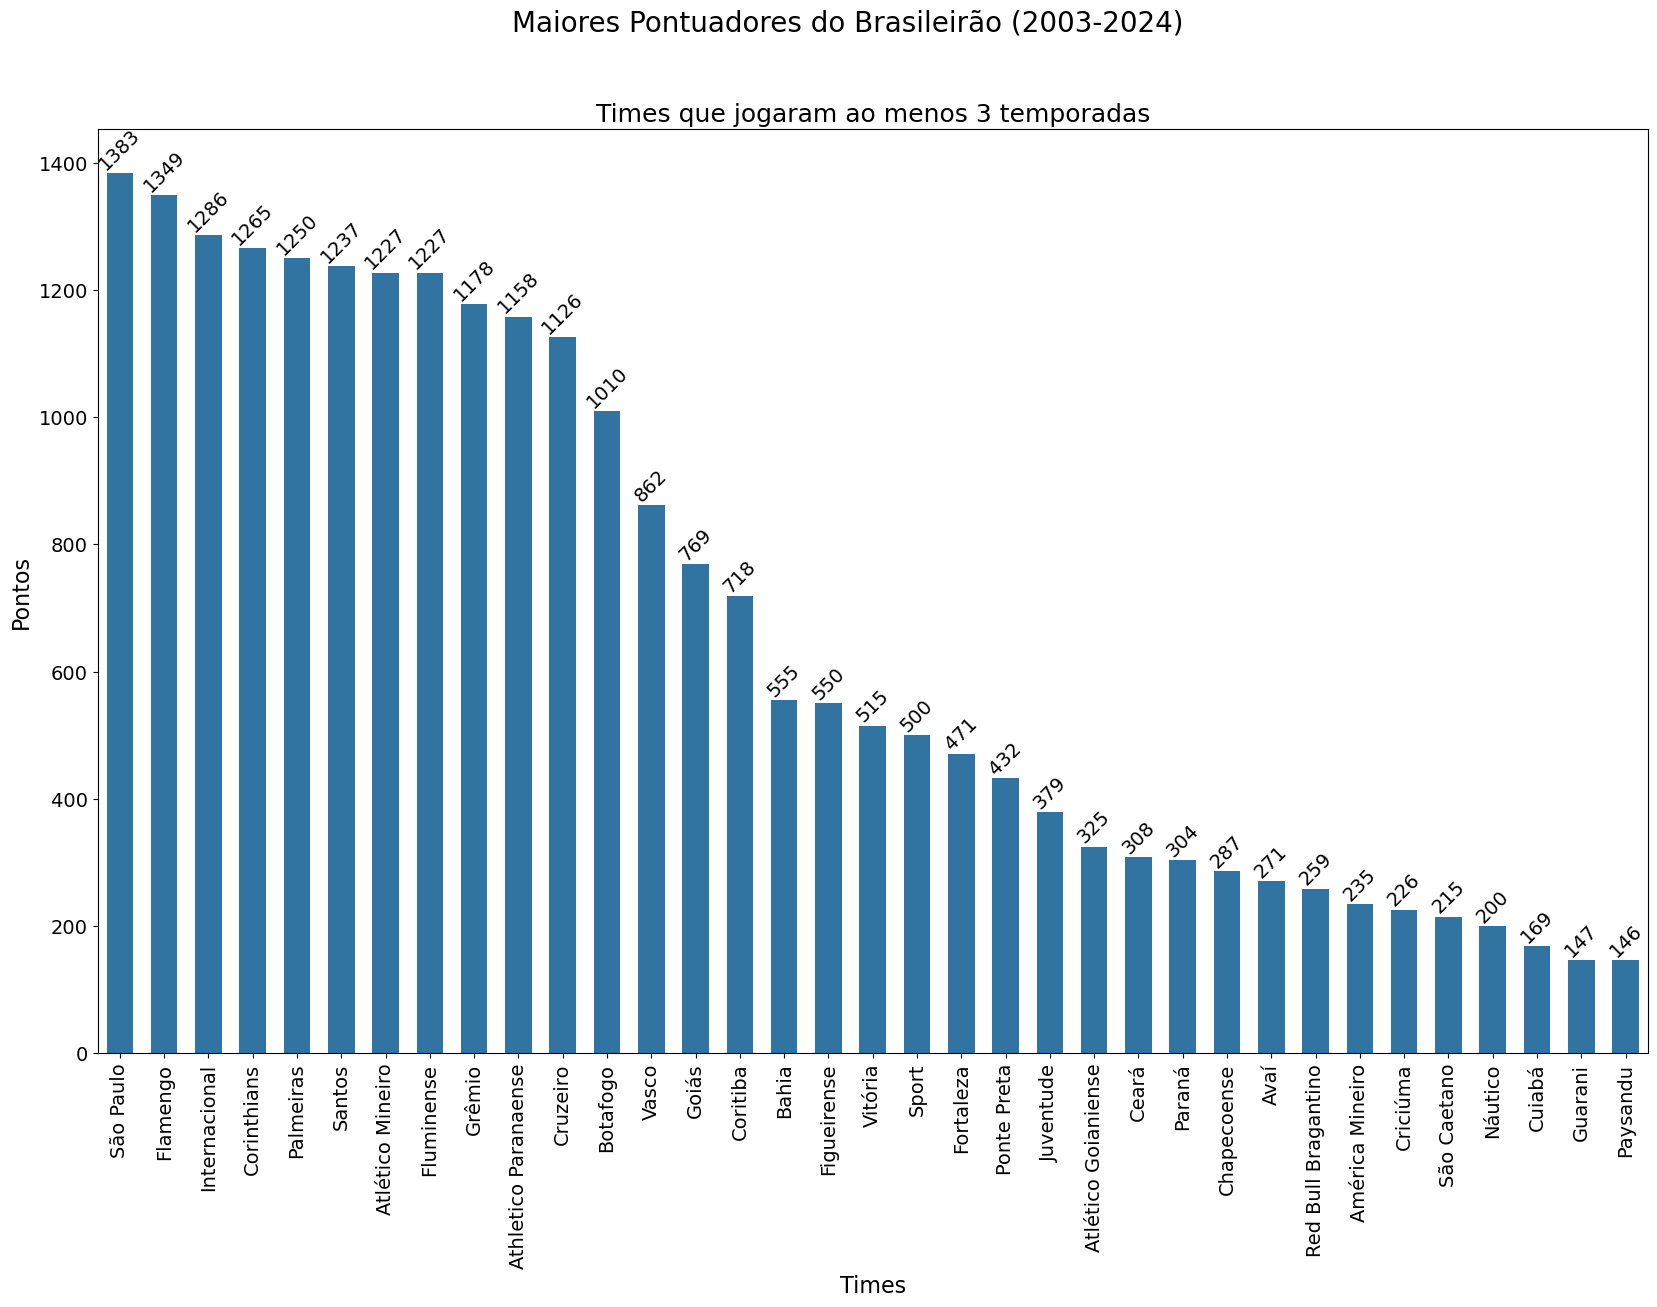 Maiores Pontuadores do Brasileirão (2003-2024)
Times que jogaram ao menos 3 temporadas
Pontos
1400
1200
1000
800
600
400
200
0
1383
1349
1286
1265
1250
1237
1227
1227
1178
1158
1126
1010
862
769
718
555
550
515
500
471
432
379
325
308
304
287
271
259
235
226
215
200
169
147
146
São Paulo
Flamengo
Internacional
Corinthians
Palmeiras
Santos
Atlético Mineiro
Fluminense
Grêmio
Athletico Paranaense
Cruzeiro
Botafogo
Vasco
Goiás
Coritiba
Bahia
Figueirense
Vitória
Sport
Fortaleza
Ponte Preta
Juventude
Atlético Goianiense
Ceará
Paraná
Chapecoense
Avaí
Red Bull Bragantino
América Mineiro
Criciúma
São Caetano
Náutico
Cuiabá
Guarani
Paysandu
Times